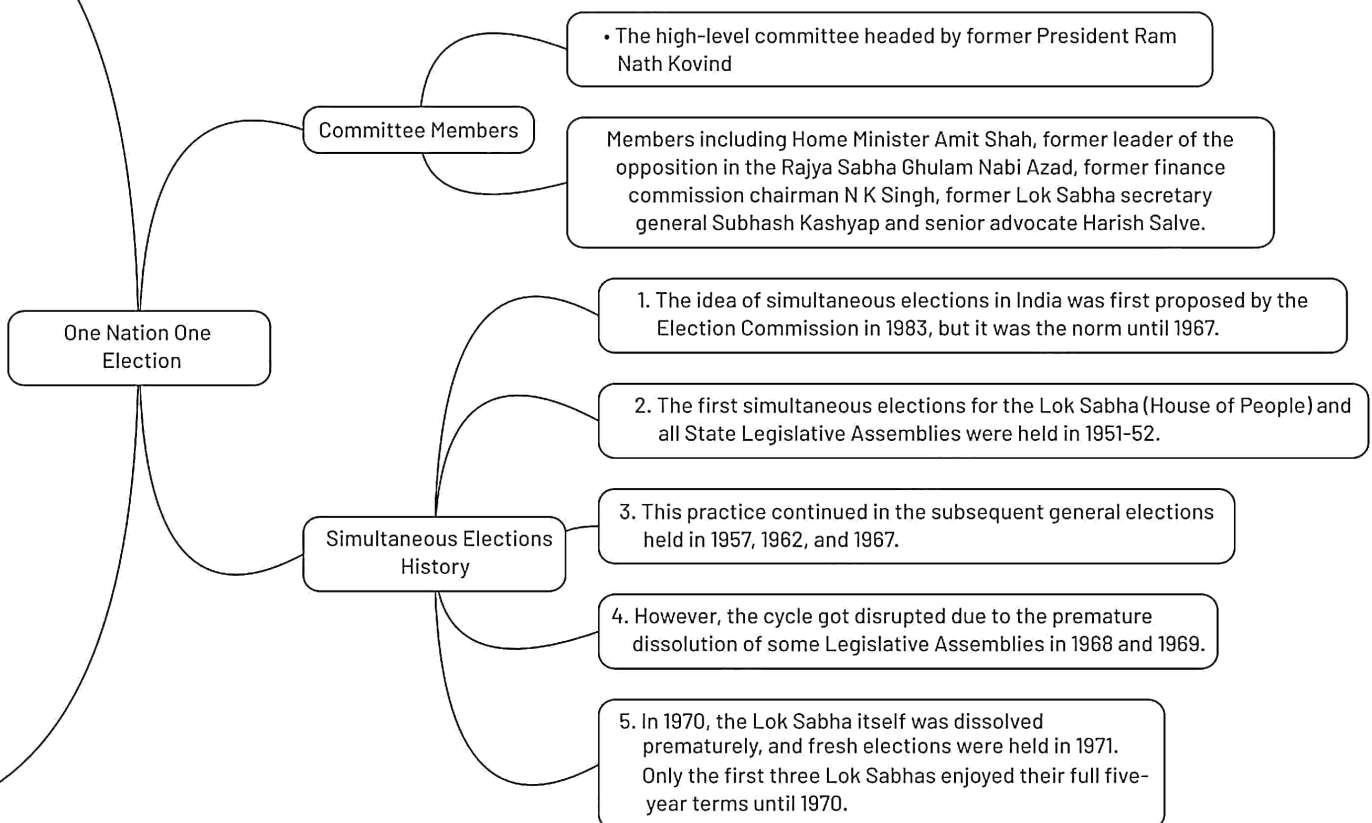 One Nation One
Election
Committee Members
• The high-level committee headed by former President Ram
Nath Kovind
Members including Home Minister Amit Shah, former leader of the
opposition in the Rajya Sabha Ghulam Nabi Azad, former finance
commission chairman N K Singh, former Lok Sabha secretary
general Subhash Kashyap and senior advocate Harish Salve.
Simultaneous Elections
History
1. The idea of simultaneous elections in India was first proposed by the
Election Commission in 1983, but it was the norm until 1967.
2. The first simultaneous elections for the Lok Sabha (House of People) and
all State Legislative Assemblies were held in 1951-52.
3. This practice continued in the subsequent general elections
held in 1957, 1962, and 1967.
4. However, the cycle got disrupted due to the premature
dissolution of some Legislative Assemblies in 1968 and 1969.
5. In 1970, the Lok Sabha itself was dissolved
prematurely, and fresh elections were held in 1971.
Only the first three Lok Sabhas enjoyed their full five-
year terms until 1970.